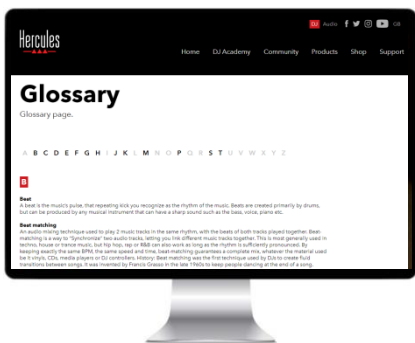 Hercules
DJ Audio GB
Home DJ Academy Community Products Shop Support
Glossary
Glossary page.
A B C D E F G H I J K L M N O P Q R S T U V W X Y Z
B
Beat
A beat is the music's pulse, that repeating kick you recognize as the rhythm of the music. Beats are created primarily by drums,
but can be produced by any musical instrument that can have a sharp sound such as the bass, voice, piano etc.
Beat matching
An audio mixing technique used to play 2 music tracks in the same rhythm, with the beats of both tracks played together. Beat-
matching is a way to "Synchronize" two audio tracks, letting you link different music tracks together. This is most generally used in
techno, house or trance music, but hip hop, rap or R&B can also work as long as the rhythm is sufficiently pronounced. By
keeping exactly the same BPM, the same speed and time, beat-matching guarantees a complete mix, whatever the material used
be it vinyls, CDs, media players or DJ controllers. History: Beat matching was the first technique used by DJs to create fluid
transitions between songs. It was invented by Francis Grasso in the late 1960s to keep people dancing at the end of a song.